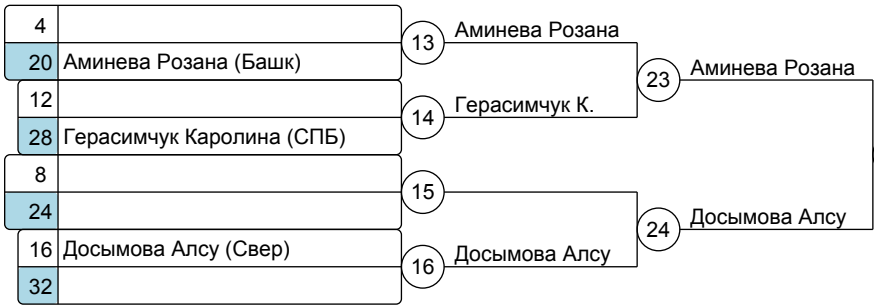 4
20 Аминева Розана (Башк)
13
Аминева Розана
12
28 Герасимчук Каролина (СПБ)
14
Герасимчук К.
23
Аминева Розана
8
24
15
16 Досымова Алсу (Свер)
32
16
Досымова Алсу
24
Досымова Алсу